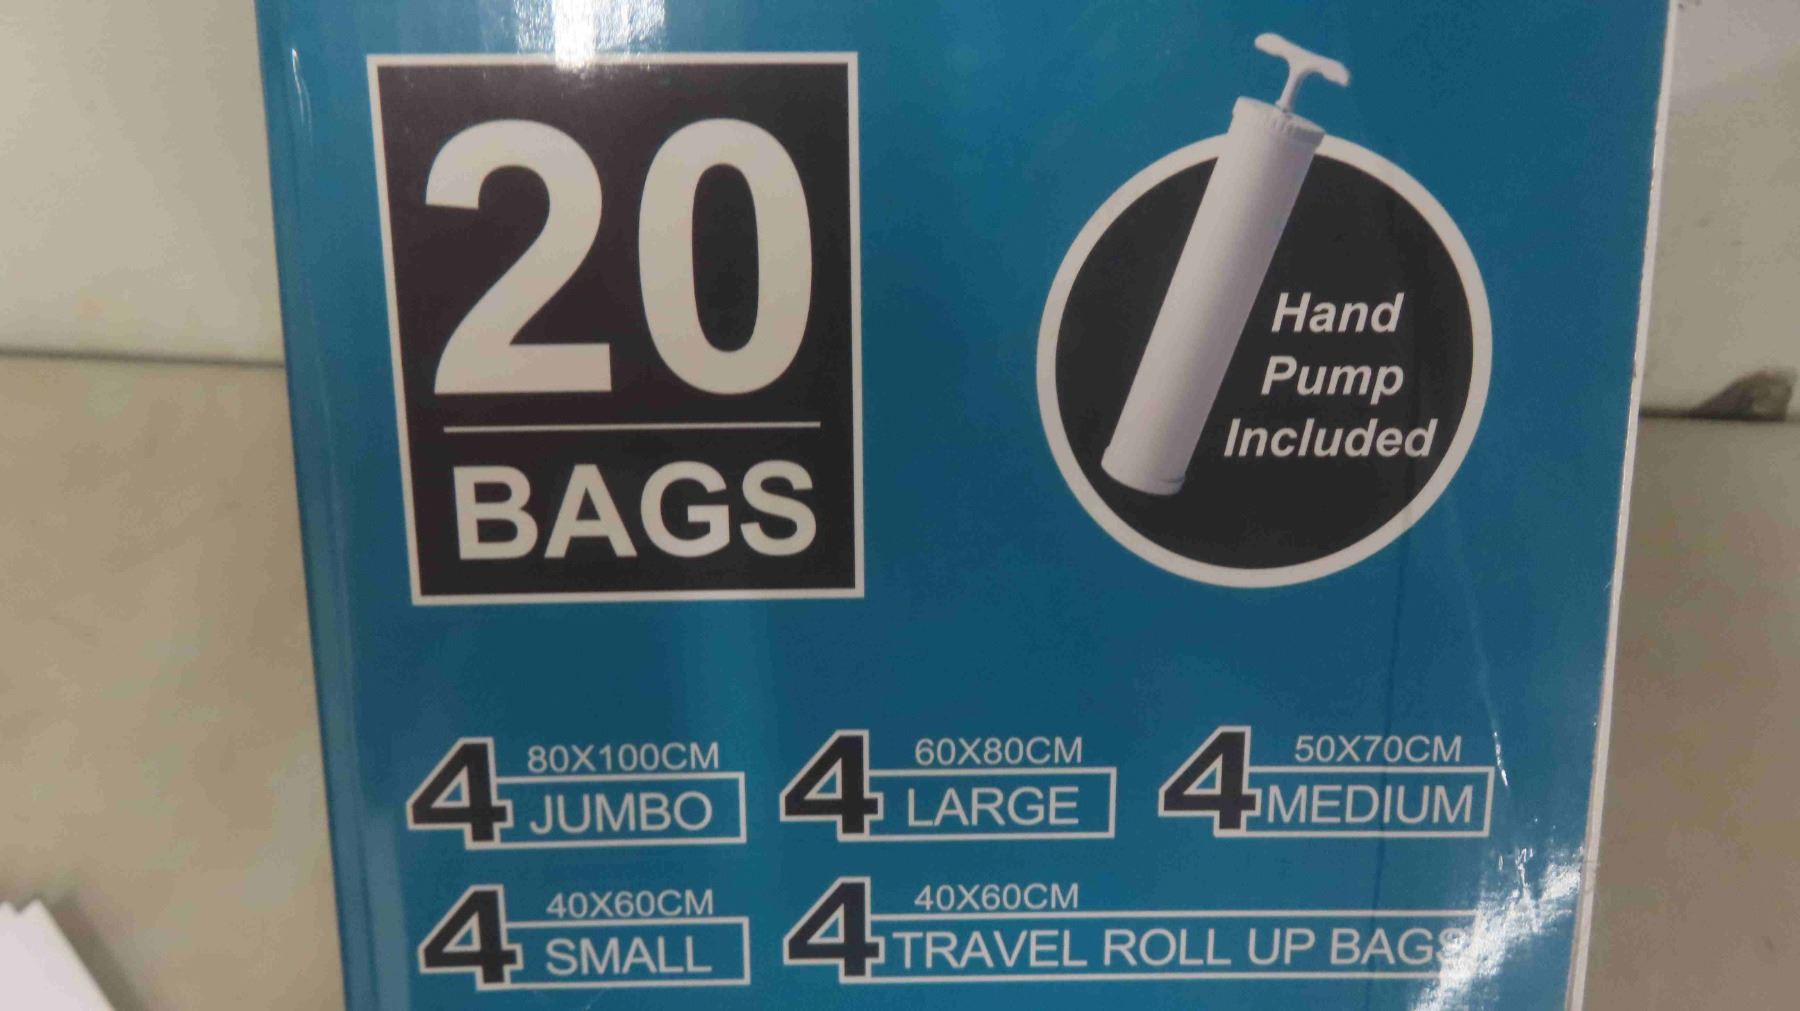 20
BAGS
Hand
Pump
Included
4 80X100CM
JUMBO
4 60X80CM
LARGE
4 50X70CM
MEDIUM
4 40X60CM
SMALL
4 40X60CM
TRAVEL ROLL UP BAGS